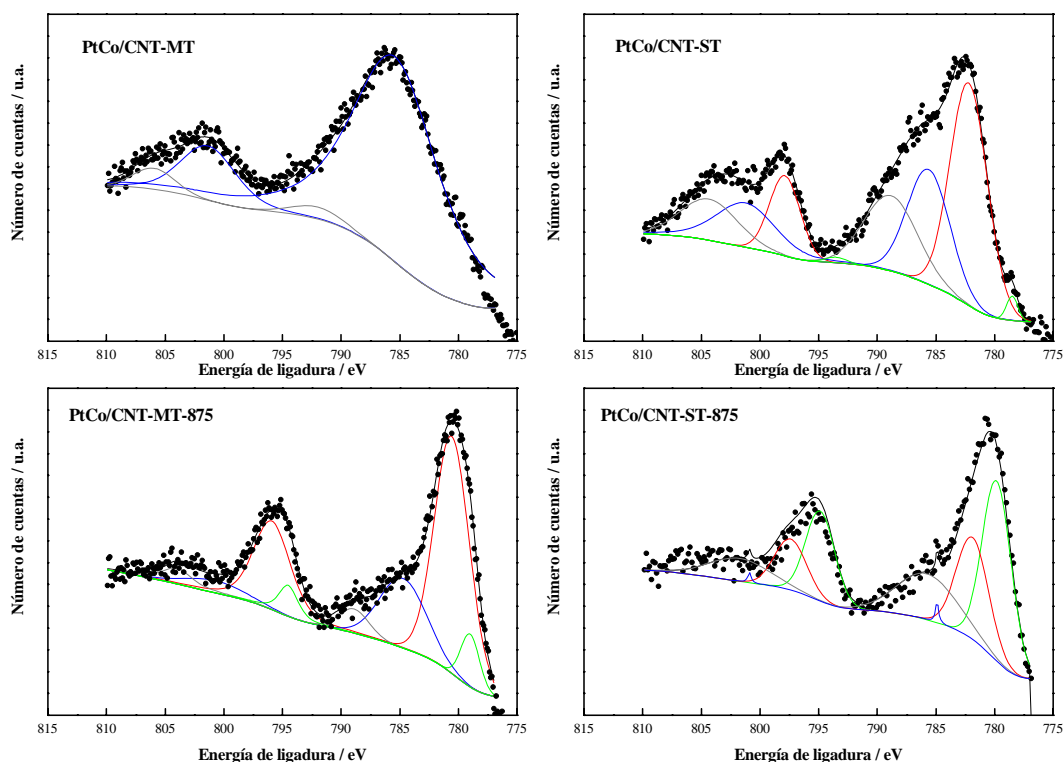 PtCo/CNT-MT
Número de cuentas / u.a.
815 810 805 800 795 790 785 780 775
Energía de ligadura / eV
PtCo/CNT-ST
Número de cuentas / u.a.
815 810 805 800 795 790 785 780 775
Energía de ligadura / eV
PtCo/CNT-MT-875
Número de cuentas / u.a.
815 810 805 800 795 790 785 780 775
Energía de ligadura / eV
PtCo/CNT-ST-875
Número de cuentas / u.a.
815 810 805 800 795 790 785 780 775
Energía de ligadura / eV